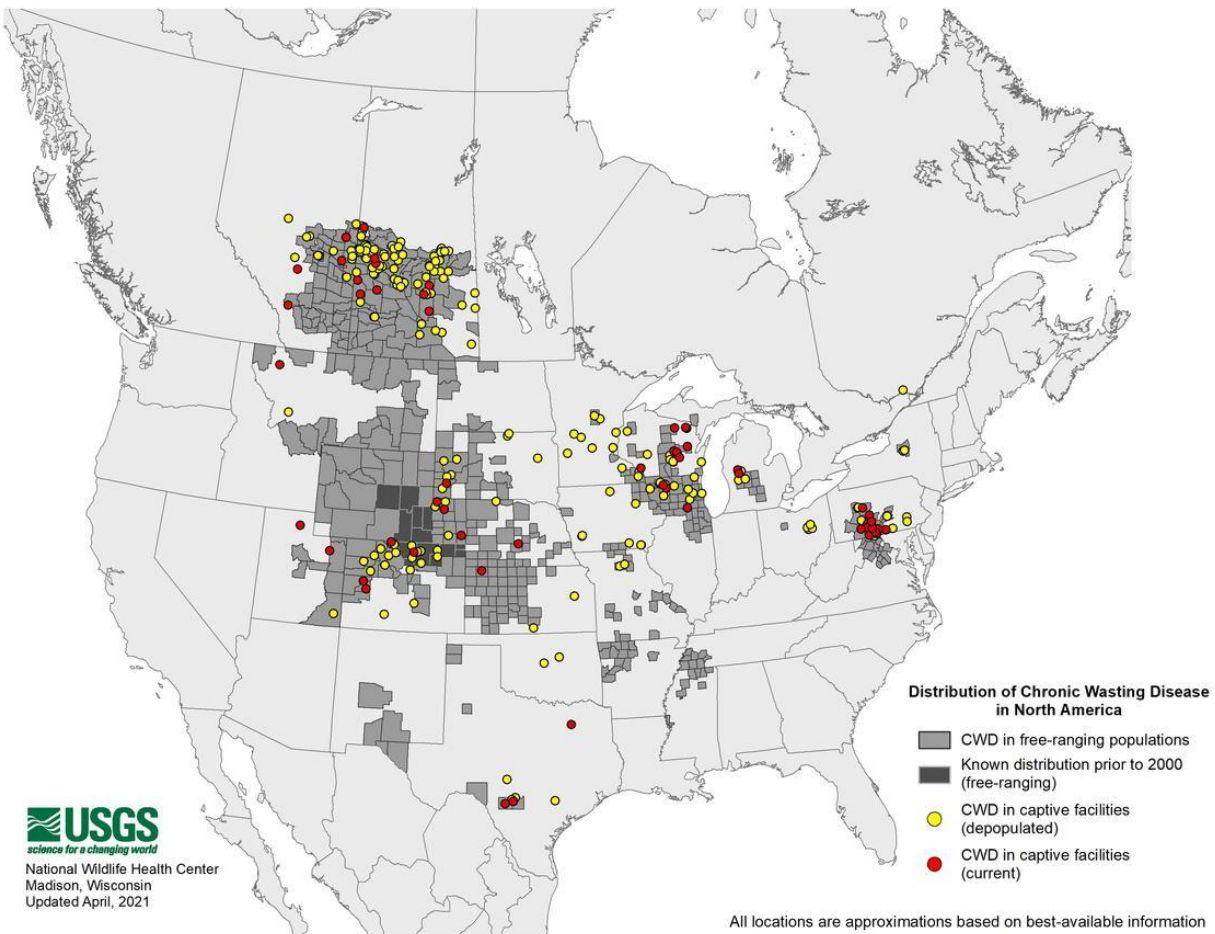 Distribution of Chronic Wasting Disease
in North America
CWD in free-ranging populations
Known distribution prior to 2000
(free-ranging)
CWD in captive facilities
(depopulated)
CWD in captive facilities
(current)
USGS
science for a changing world
National Wildlife Health Center
Madison, Wisconsin
Updated April, 2021
All locations are approximations based on best-available information